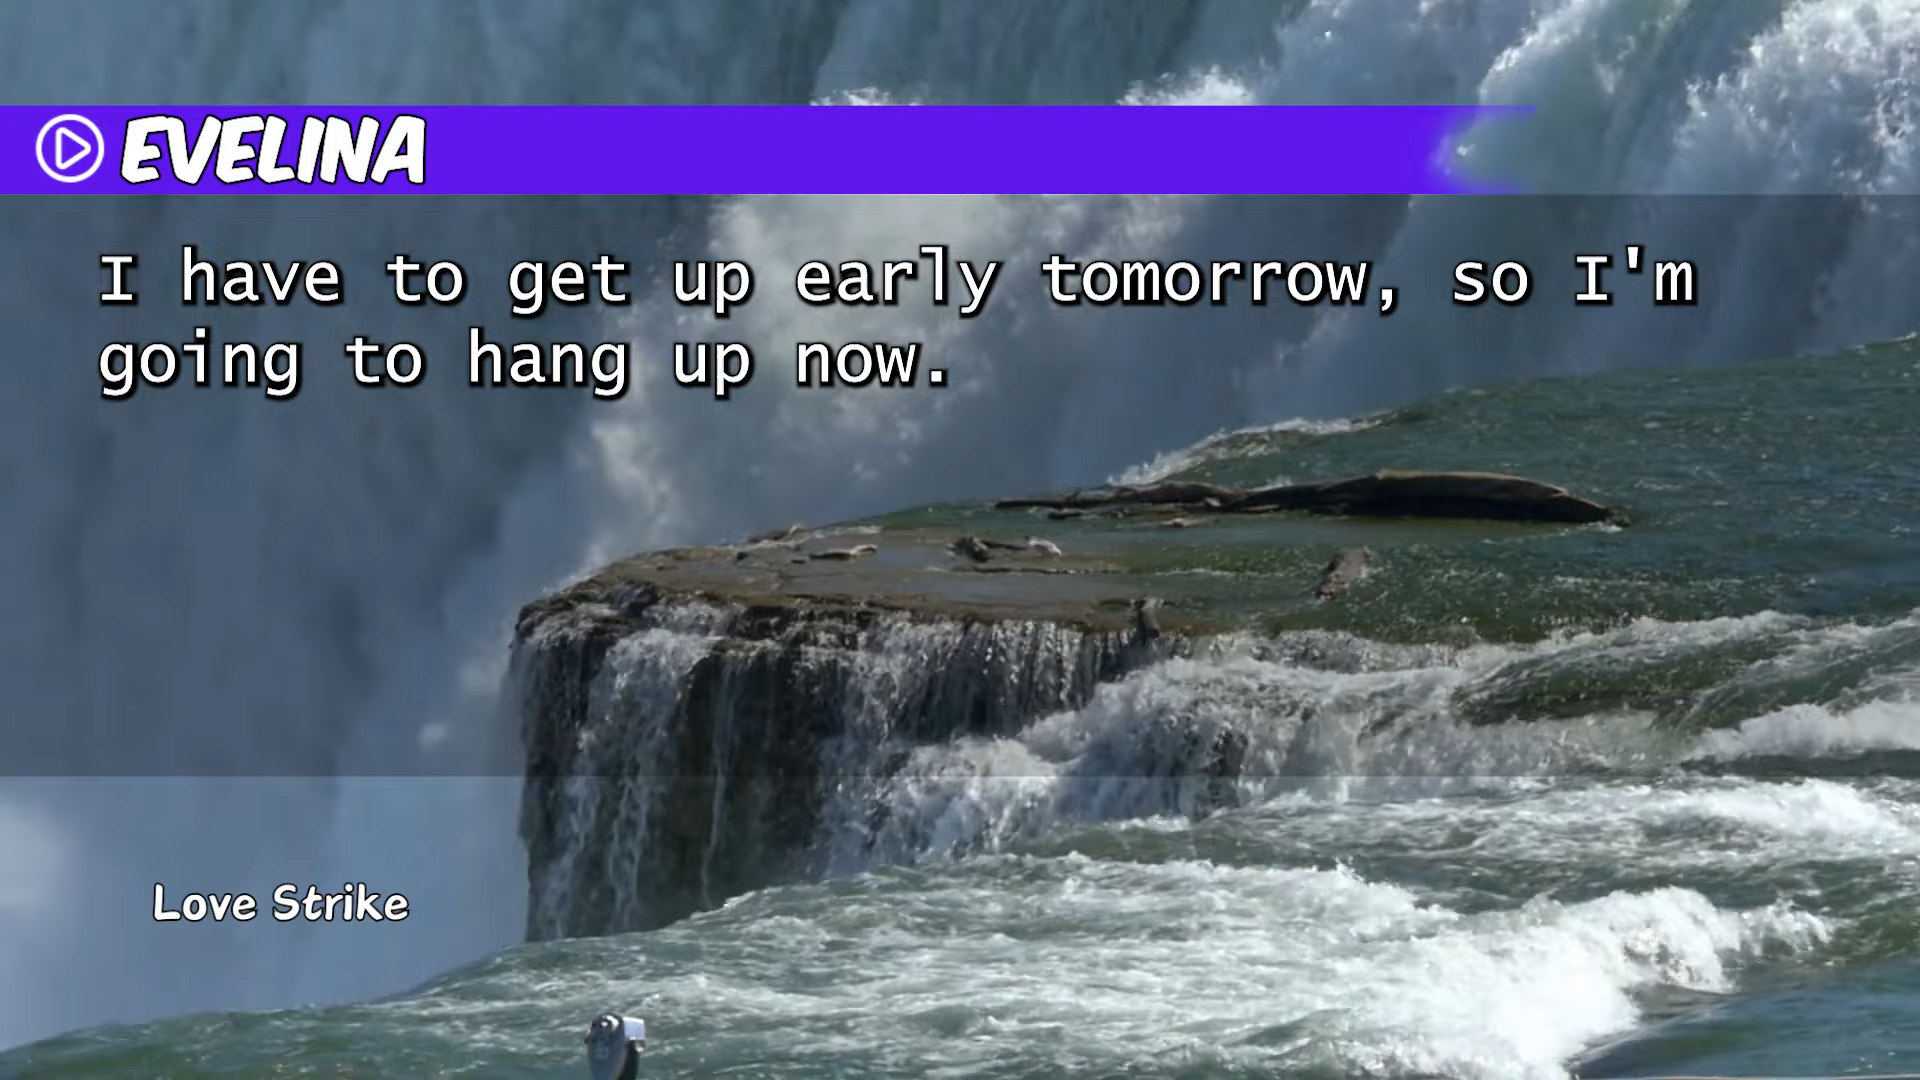 EVELINA
I have to get up early tomorrow, so I'm
going to hang up now.
Love Strike